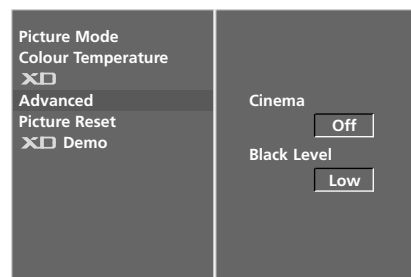 Picture Mode
Colour Temperature
XD
Advanced
Picture Reset
XD Demo
Cinema
Off
Black Level
Low